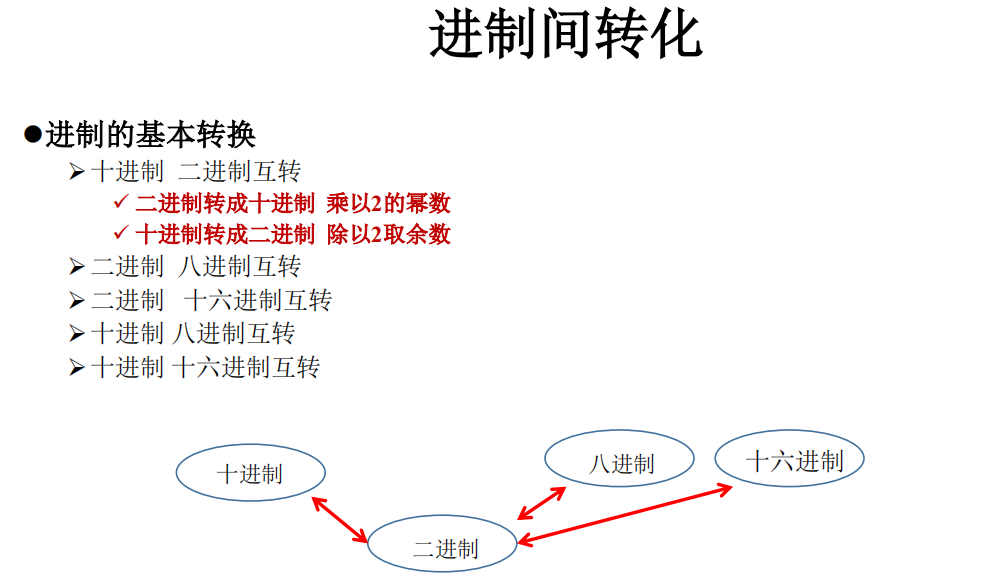 进制间转化
●进制的基本转换
➢十进制 二进制互转
✓二进制转成十进制 乘以2的幂数
✓十进制转成二进制 除以2取余数
➢二进制 八进制互转
➢二进制 十六进制互转
➢十进制 八进制互转
➢十进制 十六进制互转
十进制
八进制
十六进制
二进制